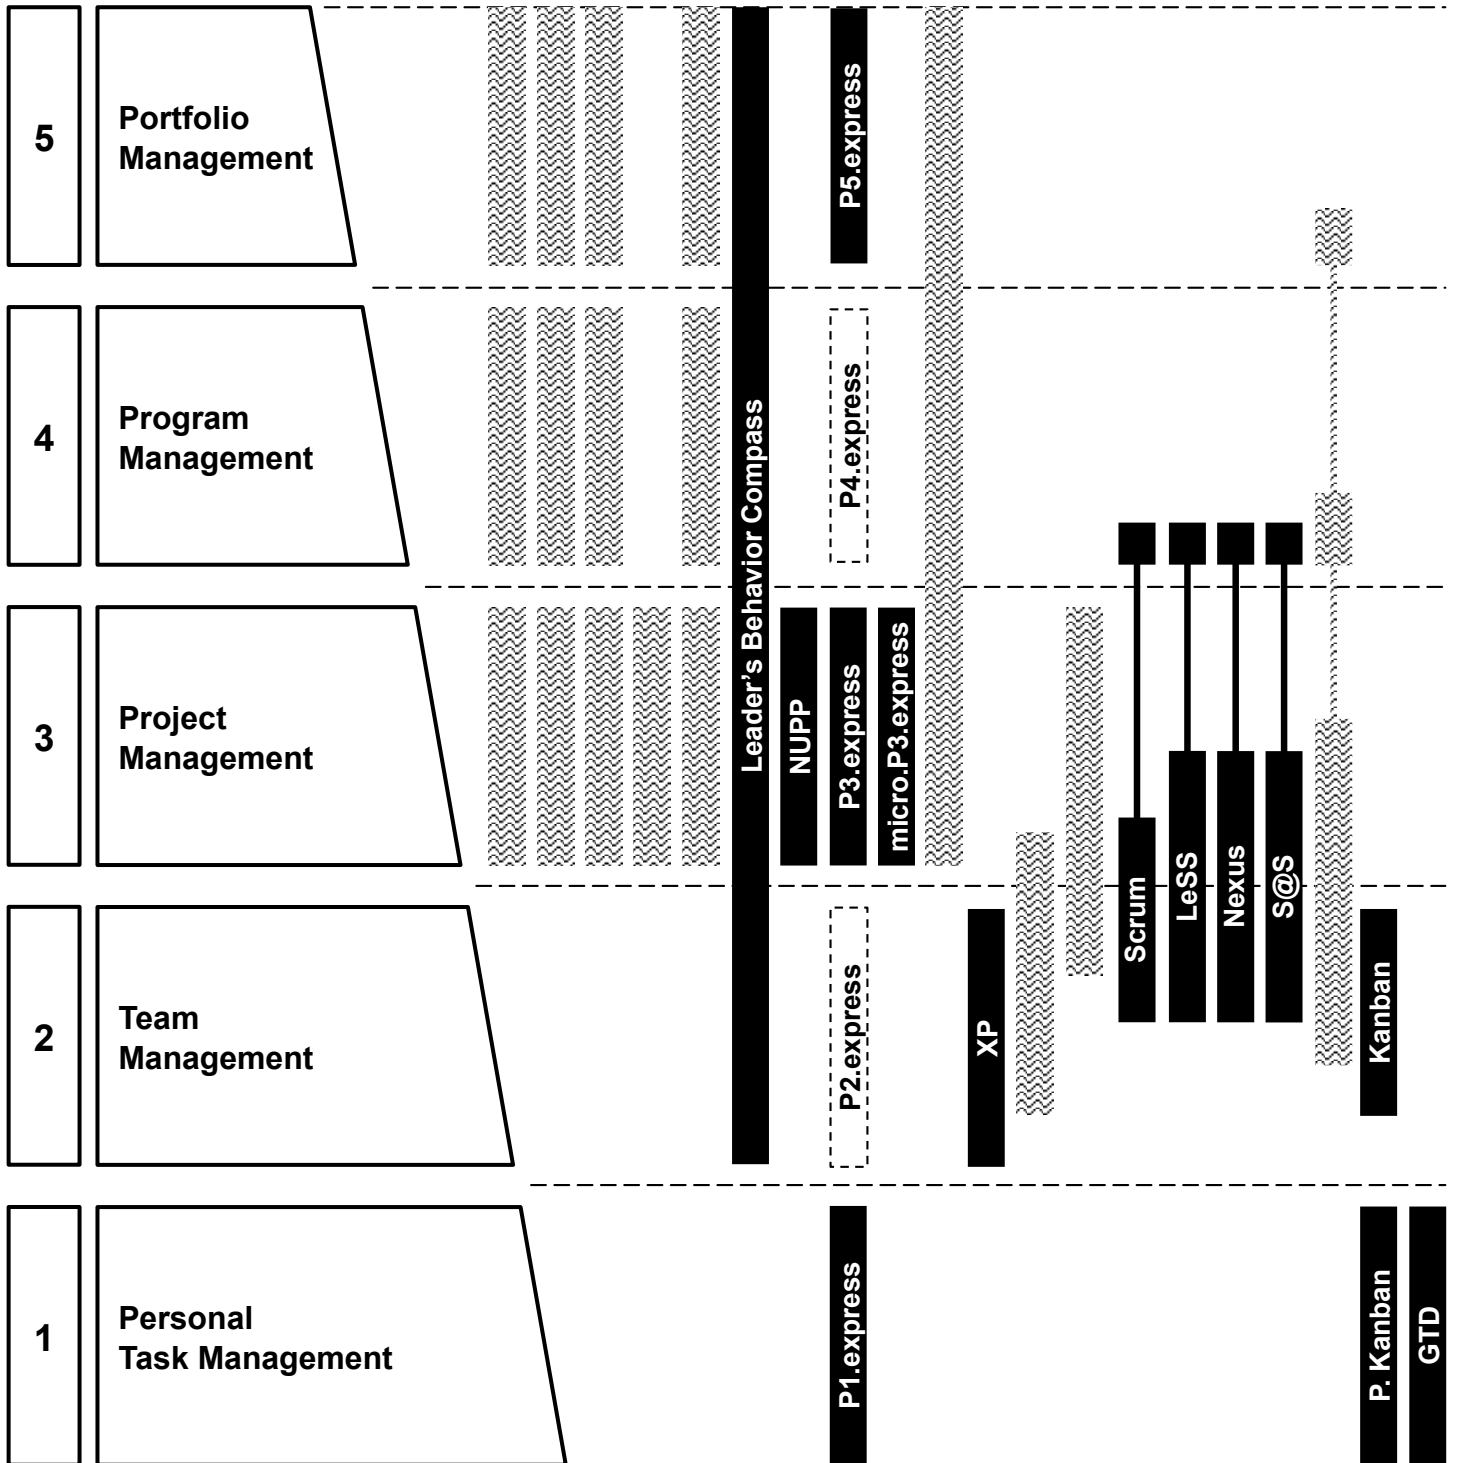 5
Portfolio
Management
P5.express
4
Program
Management
P4.express
Leader's Behavior Compass
3
Project
Management
NUPP
P3.express
micro.P3.express
Scrum
LeSS
Nexus
S@S
2
Team
Management
P2.express
XP
Kanban
1
Personal
Task Management
P1.express
P. Kanban
GTD